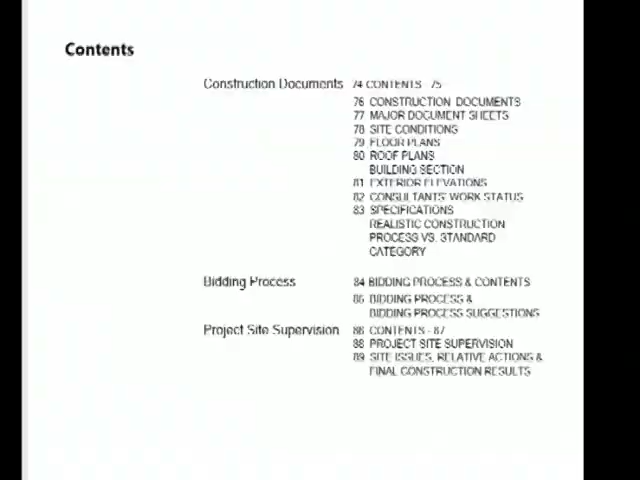 Contents
Construction Documents 74 CONTENTS - 75
76 CONSTRUCTION DOCUMENTS
77 MAJOR DOCUMENT SHEETS
78 SITE CONDITIONS
79 FLOOR PLANS
80 ROOF PLANS
BUILDING SECTION
81 EXTERIOR ELEVATIONS
82 CONSULTANTS' WORK STATUS
83 SPECIFICATIONS
REALISTIC CONSTRUCTION
PROCESS VS. STANDARD
CATEGORY
Bidding Process 84 BIDDING PROCESS & CONTENTS
BIDDING PROCESS &
BIDDING PROCESS SUGGESTIONS
Project Site Supervision 86 CONTENTS - 87
88 PROJECT SITE SUPERVISION
89 SITE ISSUES, RELATIVE ACTIONS &
FINAL CONSTRUCTION RESULTS